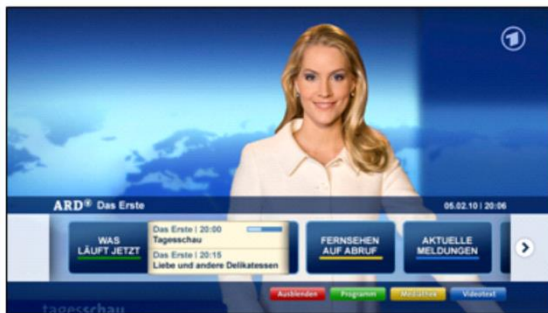 1
ARD Das Erste
05.02.10 | 20:06
WAS
LÄUFT JETZT
Das Erste | 20:00
Tagesschau
Das Erste | 20:15
Liebe und andere Delikatessen
FERNSEHEN
AUF ABRUF
AKTUELLE
MELDUNGEN
Ausblenden Programm Mediathek Videotext
tagesschau